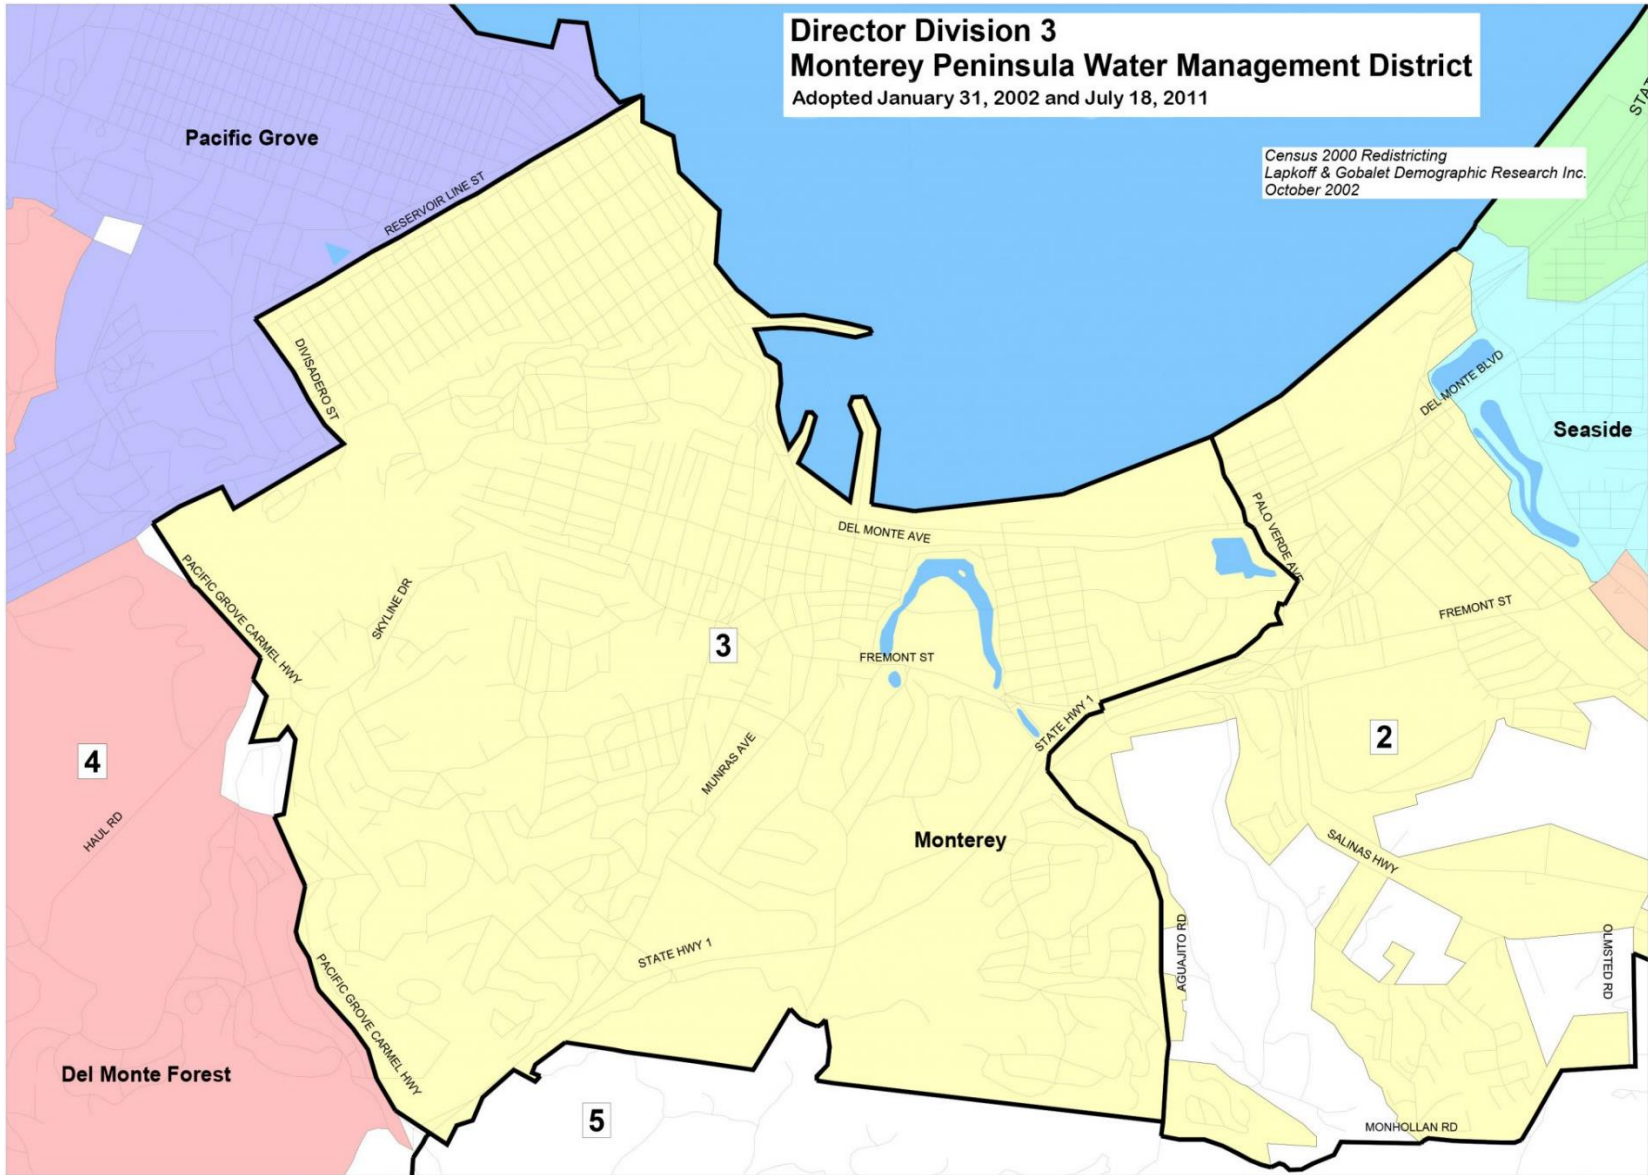 Director Division 3
Monterey Peninsula Water Management District
Adopted January 31, 2002 and July 18, 2011
Census 2000 Redistricting
Lapkoff & Gobalet Demographic Research Inc.
October 2002
Pacific Grove
RESERVOIR LINE ST
DIVISADERO ST
DEL MONTE BLVD
Seaside
PALO VERDE AVE
DEL MONTE AVE
PACIFIC GROVE CARMEL HWY
SKYLINE DR
FREMONT ST
3
FREMONT ST
STATE HWY 1
2
4
MUNRAS AVE
HAUL RD
Monterey
SALINAS HWY
STATE HWY 1
AGUAJITO RD
OLMSTED RD
PACIFIC GROVE CARMEL HWY
Del Monte Forest
5
MONHOLLAN RD